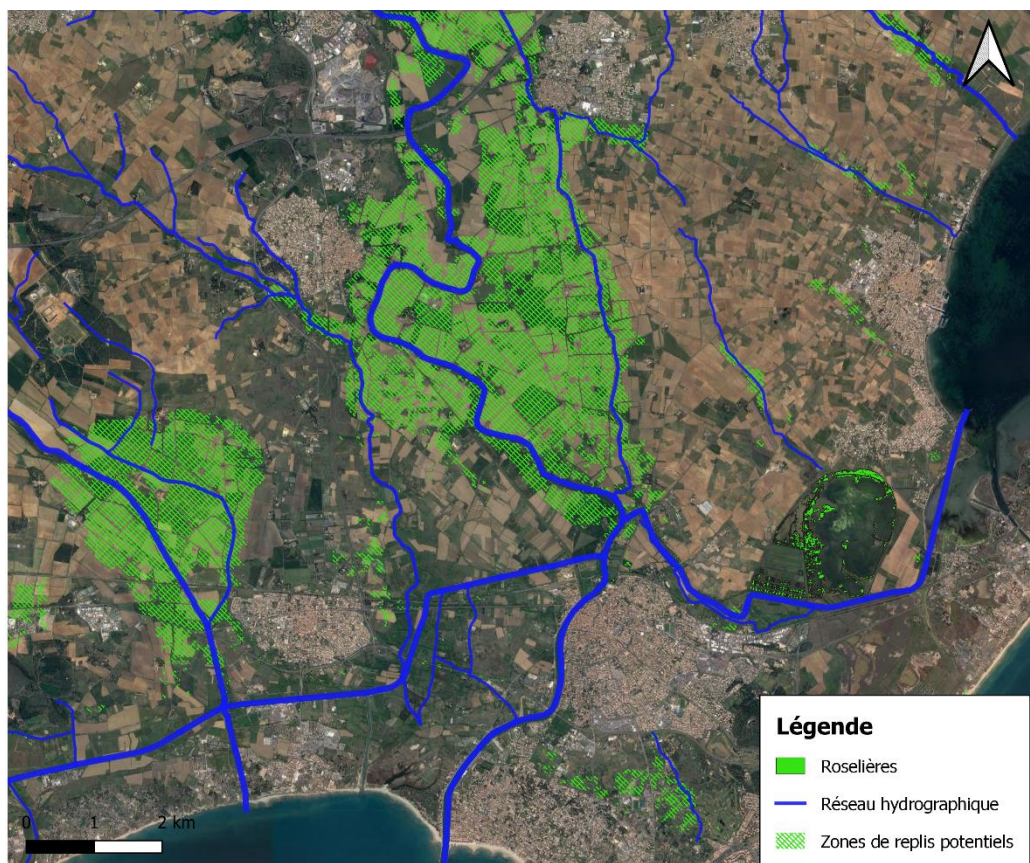 Légende
Roselières
Réseau hydrographique
Zones de replis potentiels
0 1 2 km